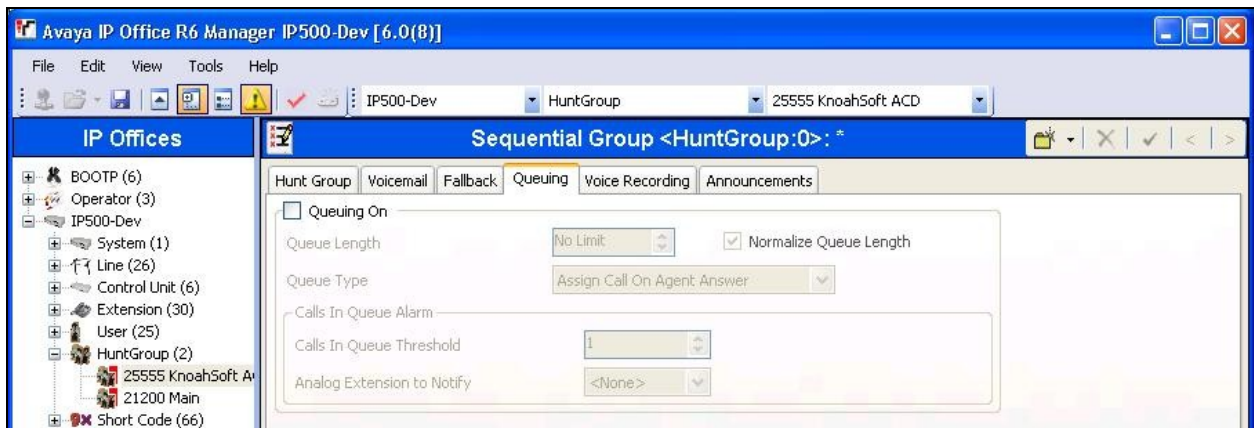 Avaya IP Office R6 Manager IP500-Dev [6.0(8)]
File Edit View Tools Help
IP500-Dev HuntGroup 25555 KnoahSoft ACD
IP Offices
Sequential Group <HuntGroup:0>: *
BOOTP (6)
Operator (3)
IP500-Dev
System (1)
Line (26)
Control Unit (6)
Extension (30)
User (25)
HuntGroup (2)
25555 KnoahSoft A
21200 Main
Short Code (66)
Hunt Group Voicemail Fallback Queuing Voice Recording Announcements
Queuing On
Queue Length No Limit Normalize Queue Length
Queue Type Assign Call On Agent Answer
Calls In Queue Alarm
Calls In Queue Threshold 1
Analog Extension to Notify <None>